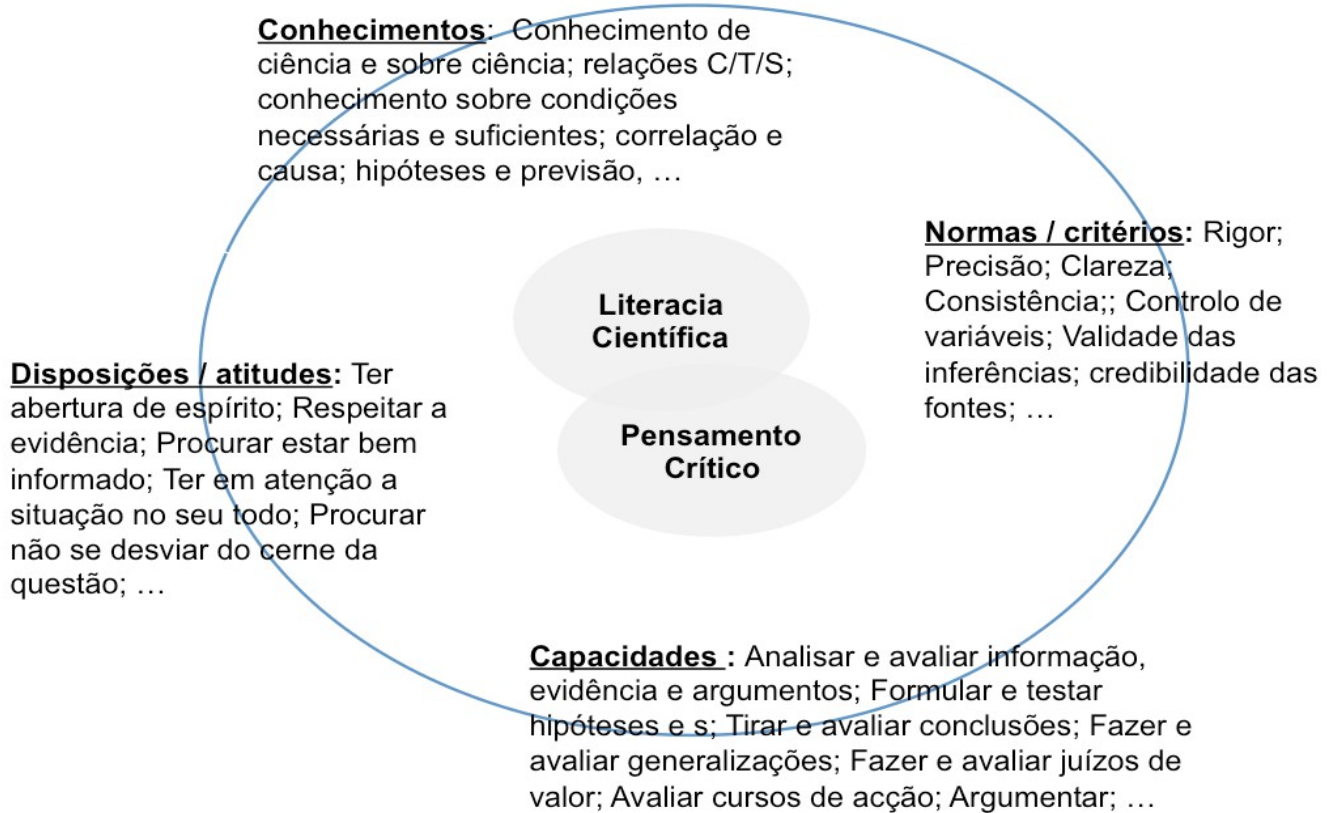 Conhecimentos: Conhecimento de
ciência e sobre ciência; relações C/T/S;
conhecimento sobre condições
necessárias e suficientes; correlação e
causa; hipóteses e previsão, …
Normas / critérios: Rigor;
Precisão; Clareza;
Consistência;; Controlo de
variáveis; Validade das
inferências; credibilidade das
fontes; …
Literacia
Científica
Pensamento
Crítico
Disposições / atitudes: Ter
abertura de espírito; Respeitar a
evidência; Procurar estar bem
informado; Ter em atenção a
situação no seu todo; Procurar
não se desviar do cerne da
questão; …
Capacidades : Analisar e avaliar informação,
evidência e argumentos; Formular e testar
hipóteses e s; Tirar e avaliar conclusões; Fazer e
avaliar generalizações; Fazer e avaliar juízos de
valor; Avaliar cursos de acção; Argumentar; …